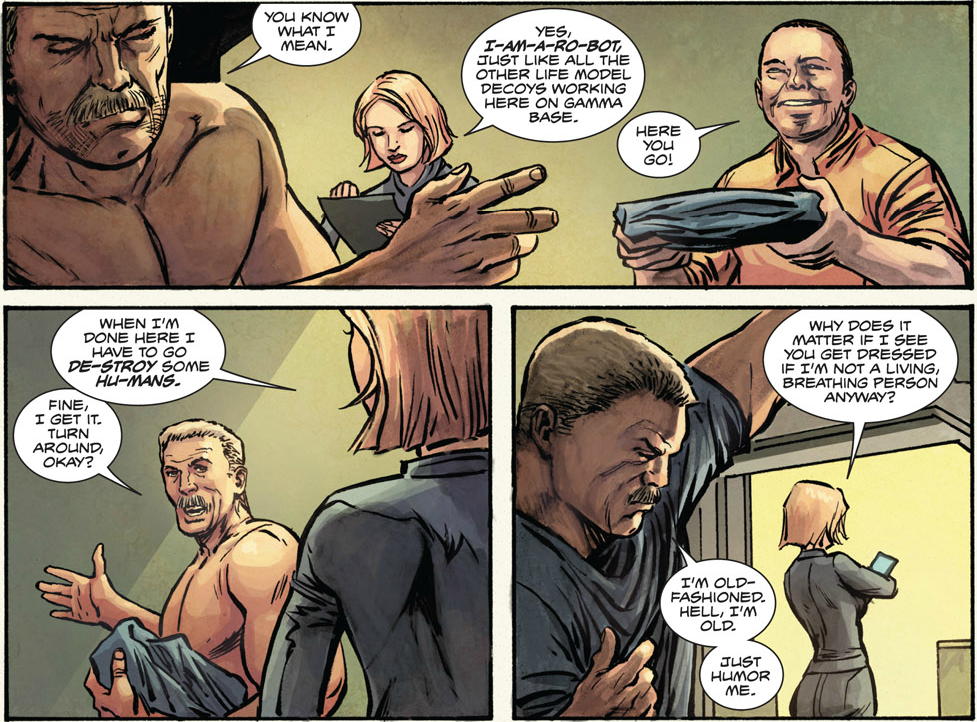 YOU KNOW
WHAT I
MEAN.
YES,
I-AM-A-RO-BOT,
JUST LIKE ALL THE
OTHER LIFE MODEL
DECOYS WORKING
HERE ON GAMMA
BASE.
HERE
YOU
GO!
WHEN I'M
DONE HERE I
HAVE TO GO
DE-STROY SOME
HU-MANS.
FINE,
I GET IT.
TURN
AROUND,
OKAY?
WHY DOES IT
MATTER IF I SEE
YOU GET DRESSED
IF I'M NOT A LIVING,
BREATHING PERSON
ANYWAY?
I'M OLD-
FASHIONED.
HELL, I'M
OLD.
JUST
HUMOR
ME.